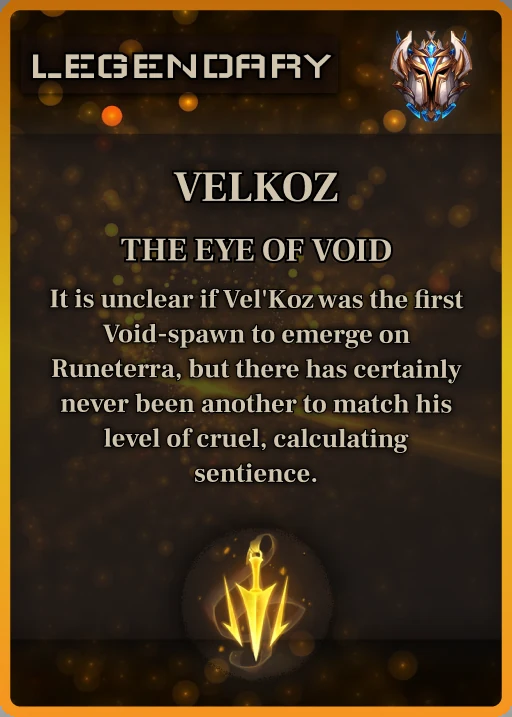 LEGENDARY
VELKOZ
THE EYE OF VOID
It is unclear if Vel'Koz was the first
Void-spawn to emerge on
Runeterra, but there has certainly
never been another to match his
level of cruel, calculating
sentience.